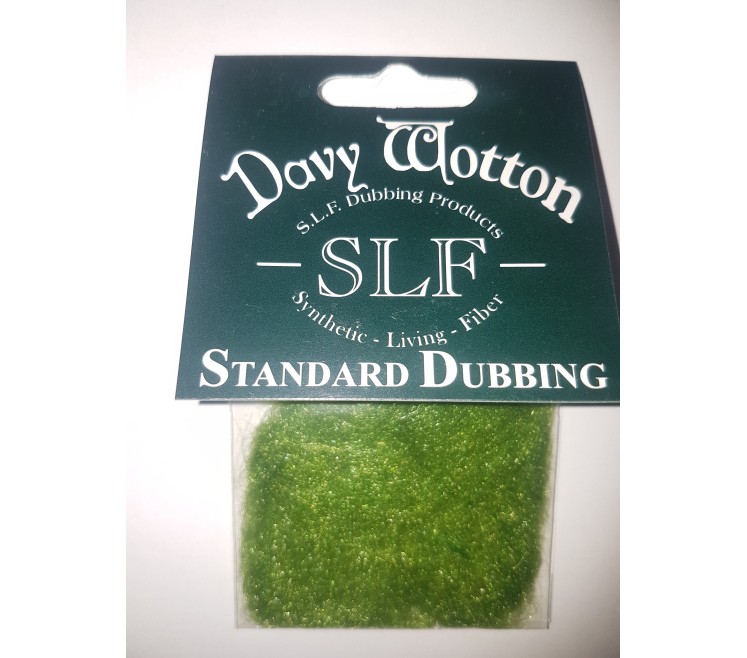 Davy Wotton
S.L.F. Dubbing Products
SLF
Synthetic - Living - Fiber
STANDARD DUBBING